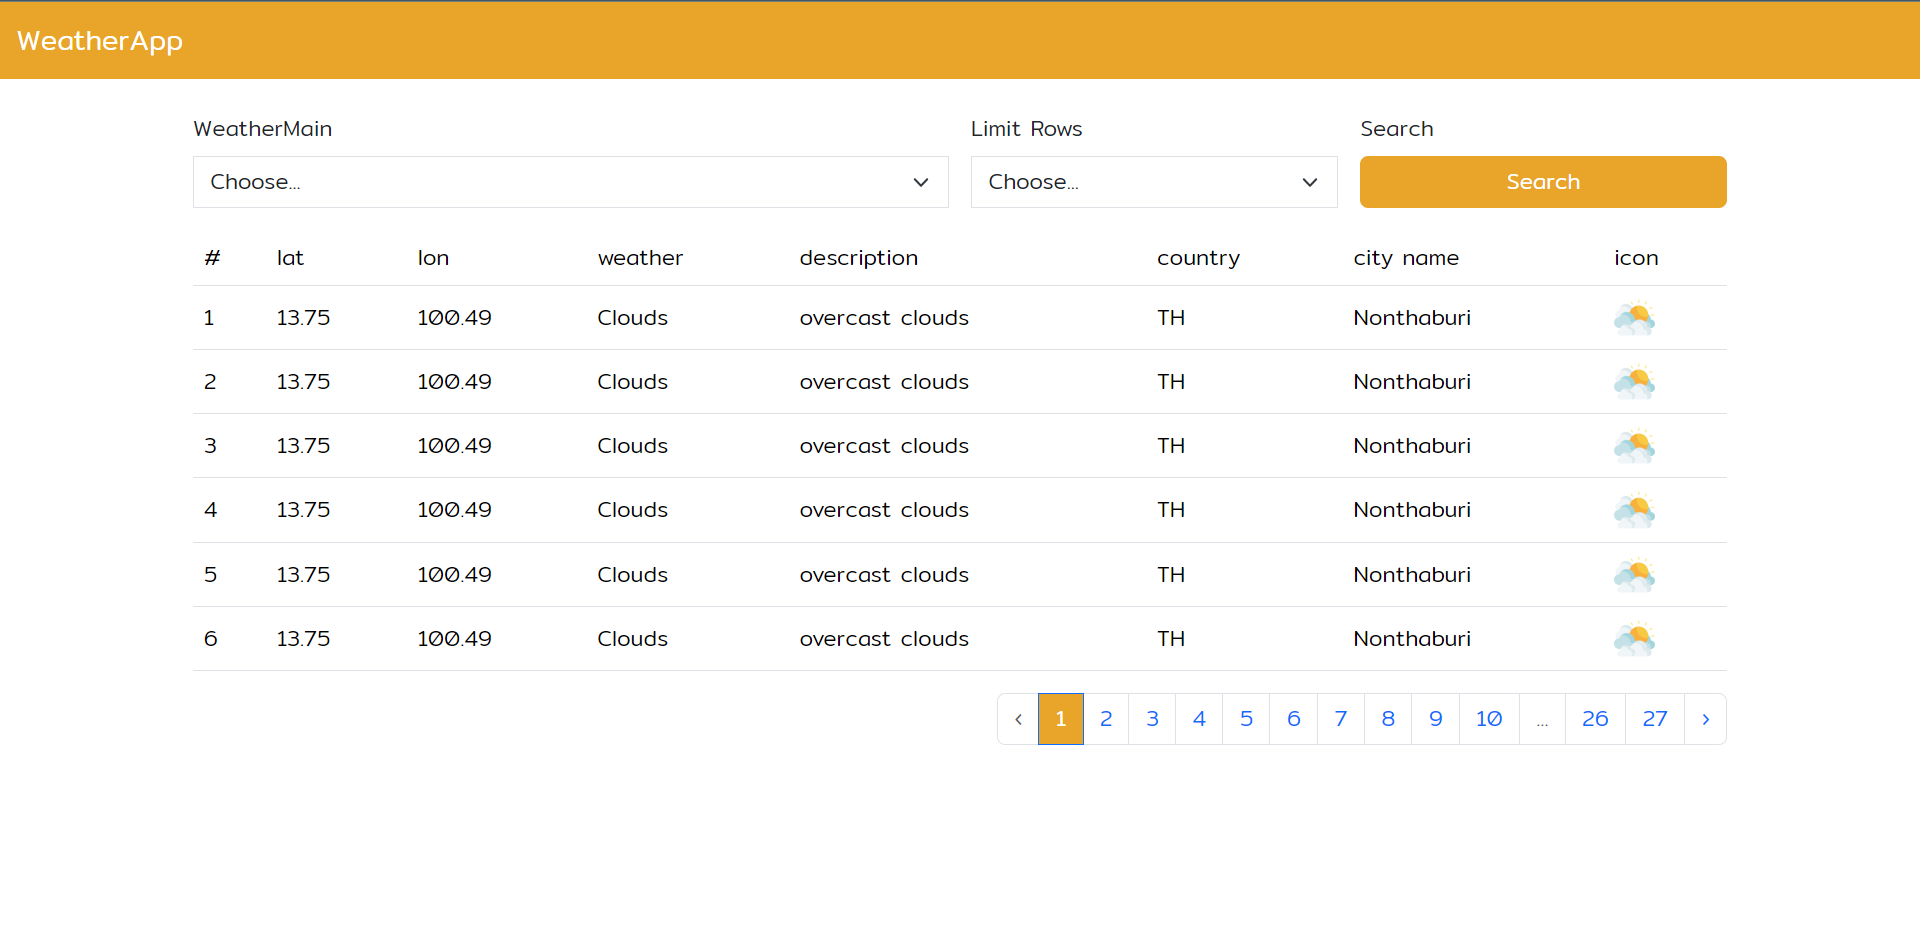 WeatherApp
WeatherMain Limit Rows Search
Choose... Choose... Search
# lat lon weather description country city name icon
1 13.75 100.49 Clouds overcast clouds TH Nonthaburi
2 13.75 100.49 Clouds overcast clouds TH Nonthaburi
3 13.75 100.49 Clouds overcast clouds TH Nonthaburi
4 13.75 100.49 Clouds overcast clouds TH Nonthaburi
5 13.75 100.49 Clouds overcast clouds TH Nonthaburi
6 13.75 100.49 Clouds overcast clouds TH Nonthaburi
‹ 1 2 3 4 5 6 7 8 9 10 ... 26 27 ›